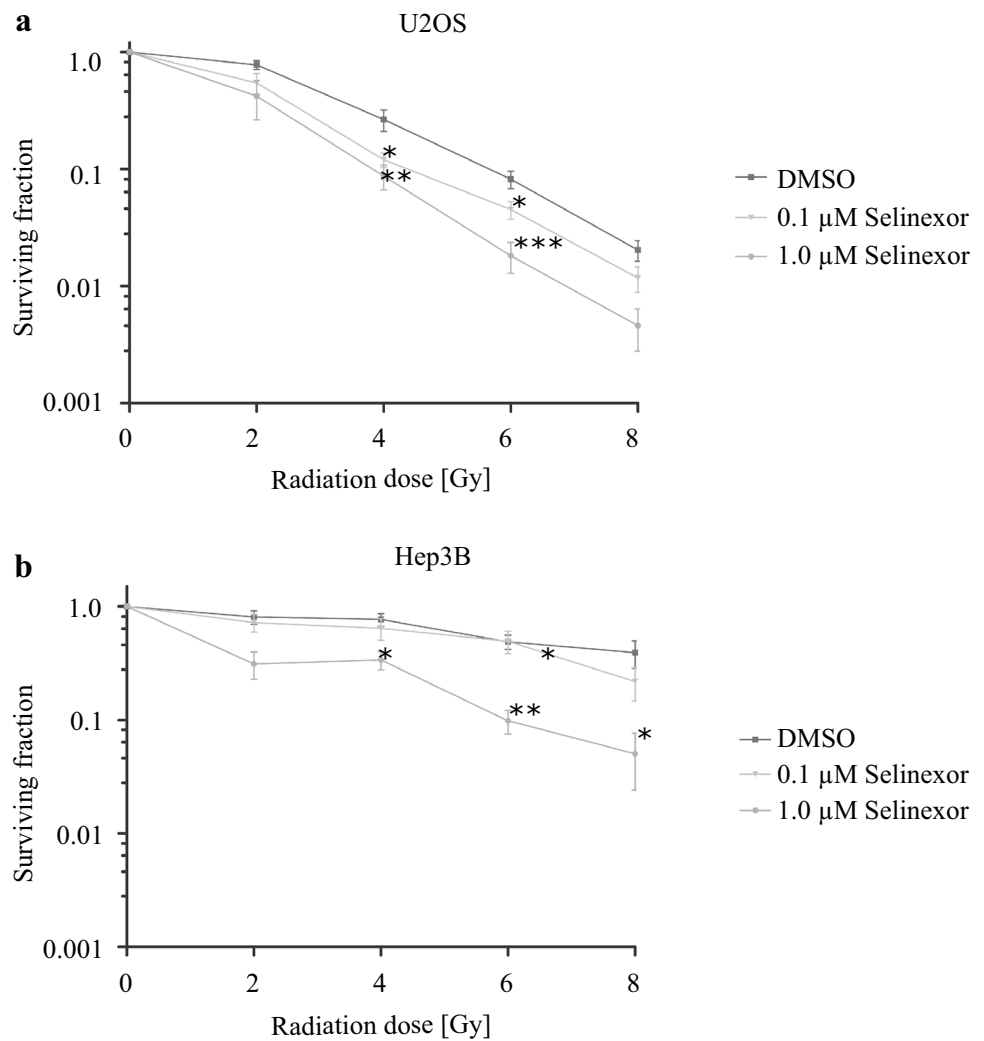 a
U2OS
1.0
0.1
0.01
0.001
Surviving fraction
*
**
*
***
0 2 4 6 8
Radiation dose [Gy]
DMSO
0.1 µM Selinexor
1.0 µM Selinexor
b
Hep3B
1.0
0.1
0.01
0.001
Surviving fraction
*
*
**
*
0 2 4 6 8
Radiation dose [Gy]
DMSO
0.1 µM Selinexor
1.0 µM Selinexor